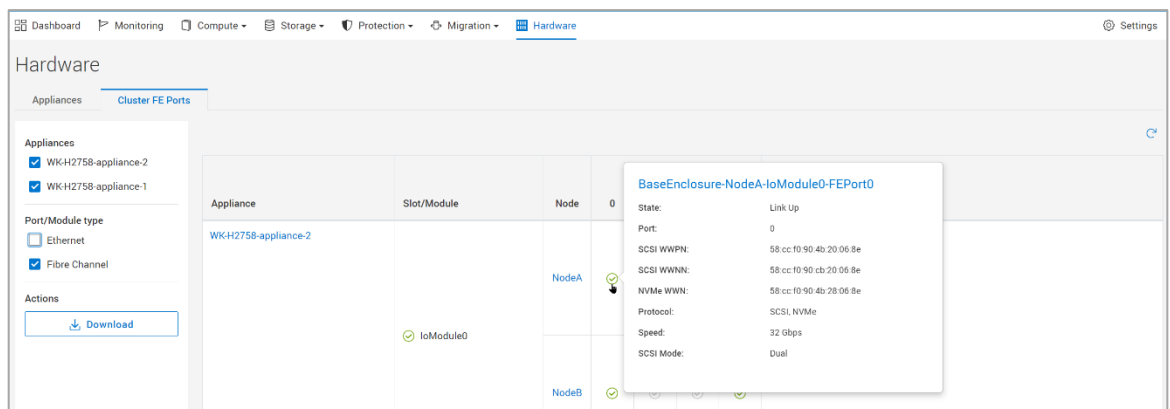 Dashboard Monitoring Compute Storage Protection Migration Hardware Settings
Hardware
Appliances Cluster FE Ports
Appliances
WK-H2758-appliance-2
WK-H2758-appliance-1
Port/Module type
Ethernet
Fibre Channel
Actions
Download
Appliance Slot/Module Node 0
WK-H2758-appliance-2
IoModule0
NodeA
NodeB
BaseEnclosure-NodeA-IoModule0-FEPort0
State: Link Up
Port: 0
SCSI WWPN: 58:cc:f0:90:4b:20:06:8e
SCSI WWNN: 58:cc:f0:90:cb:20:06:8e
NVMe WWN: 58:cc:f0:90:4b:28:06:8e
Protocol: SCSI, NVMe
Speed: 32 Gbps
SCSI Mode: Dual